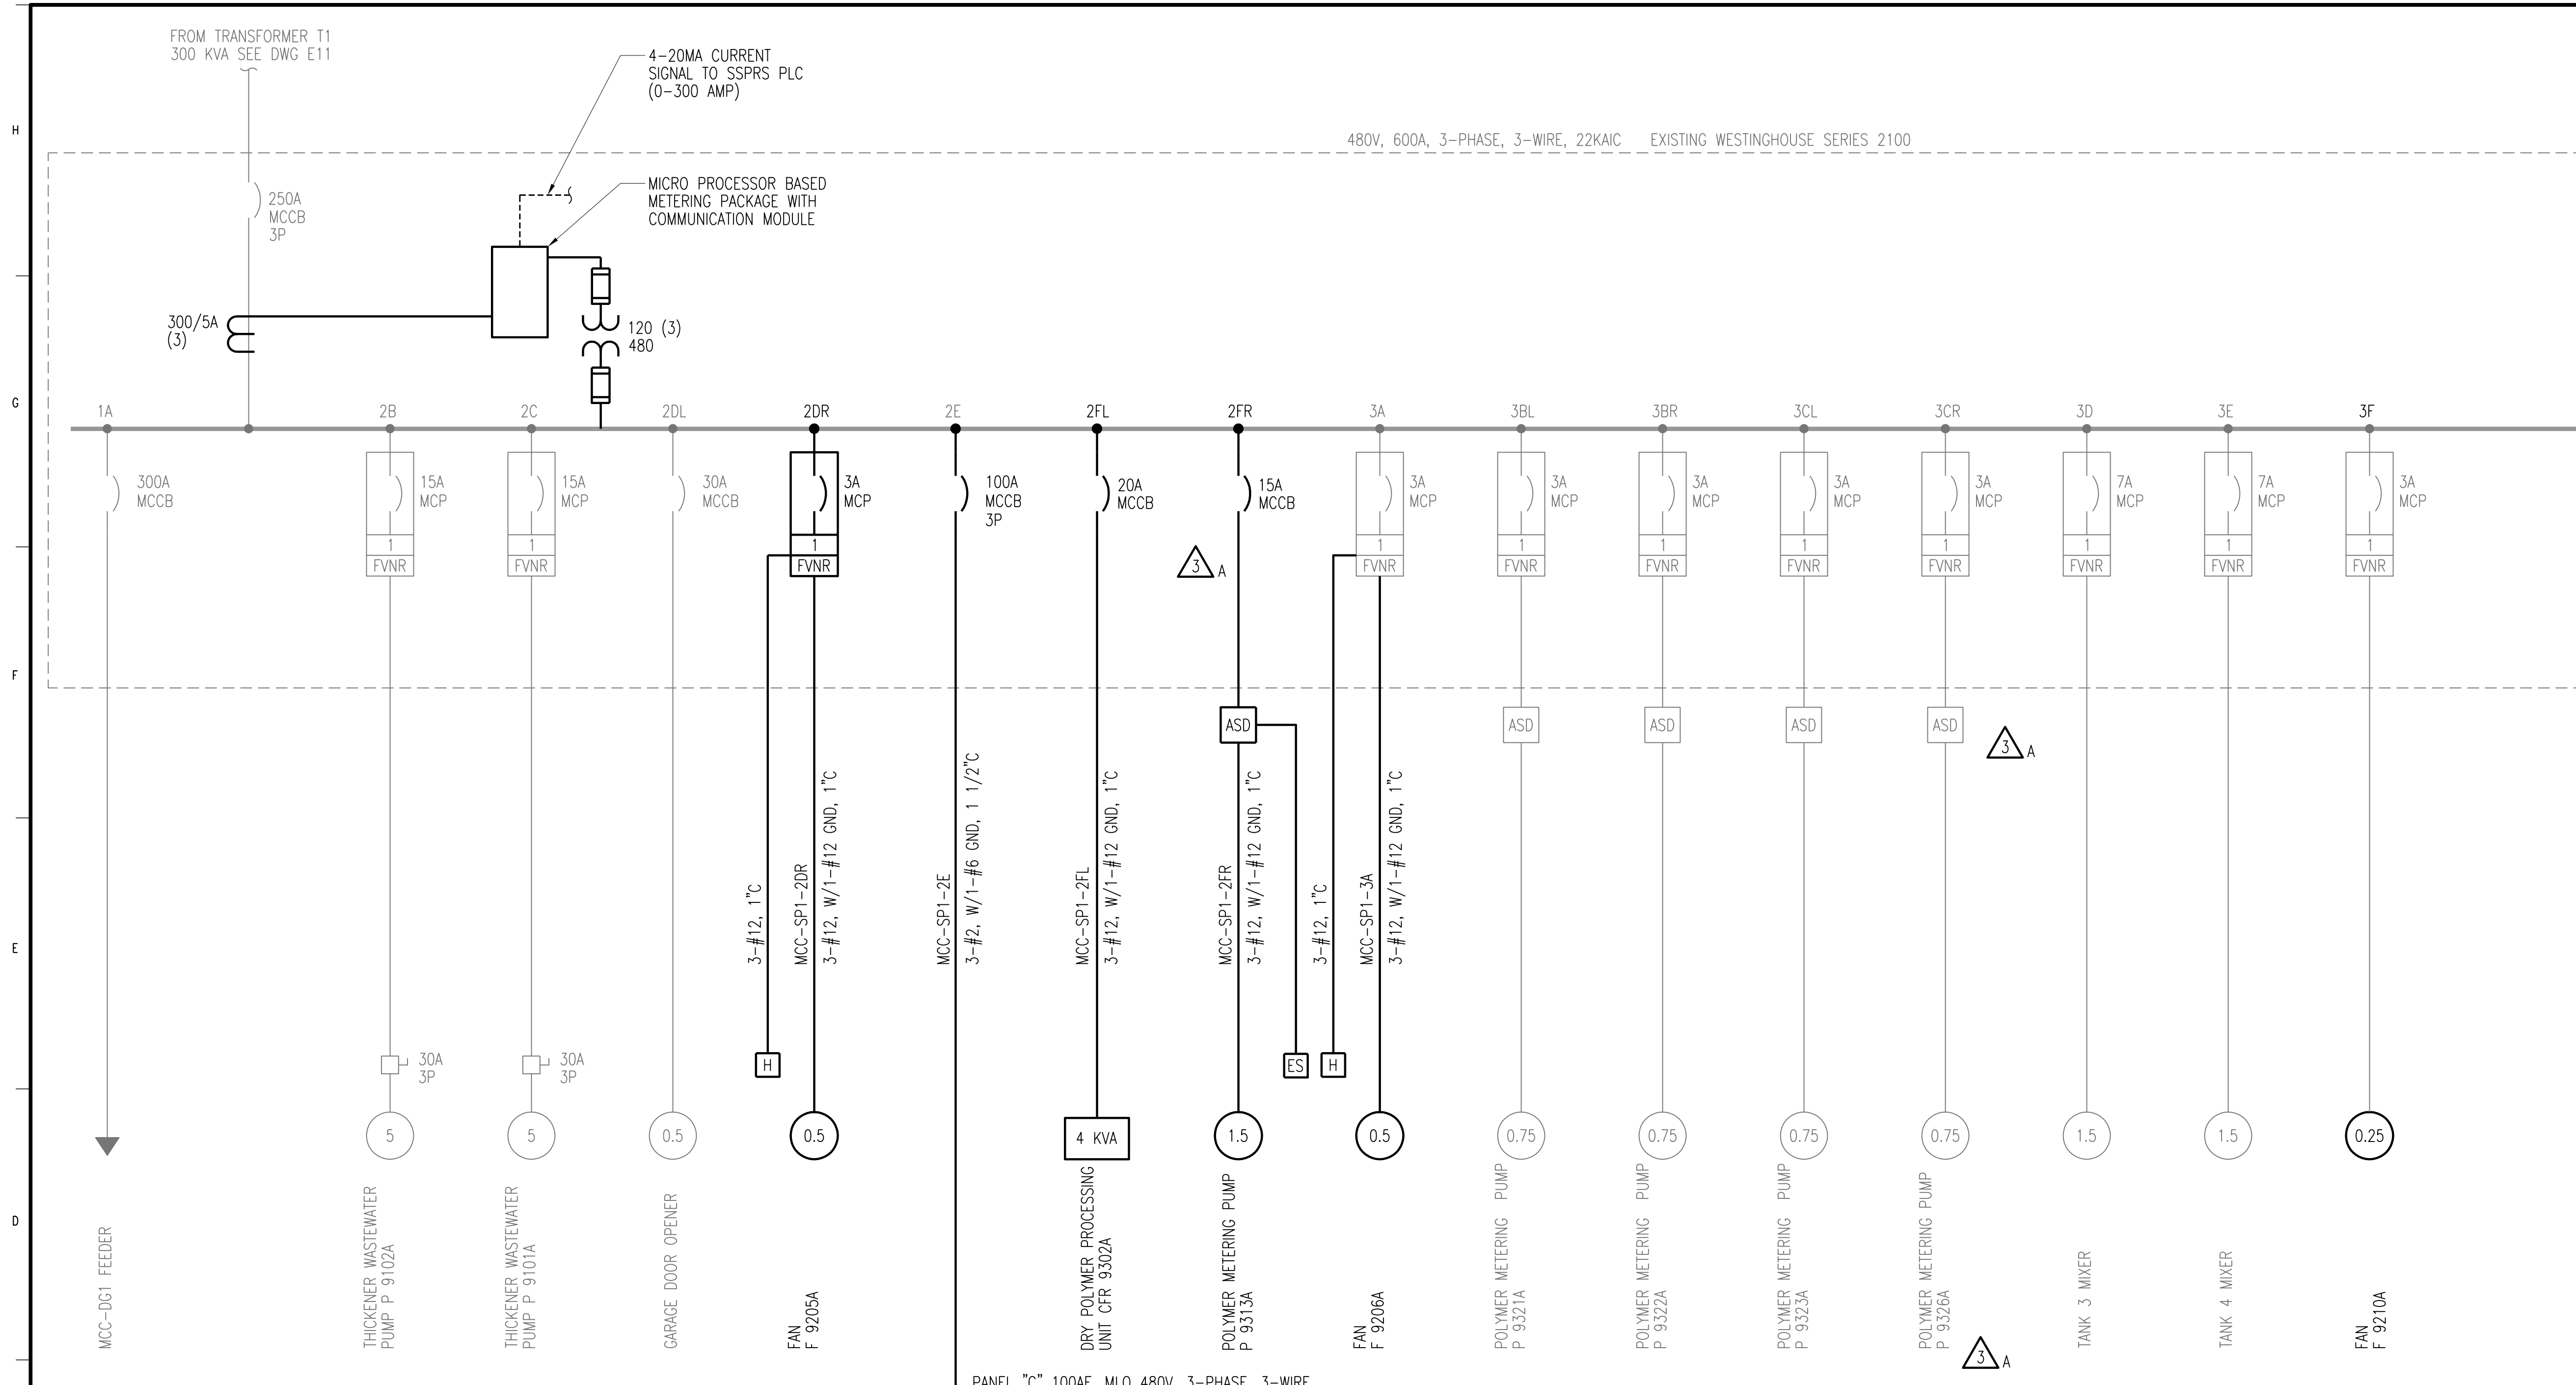 FROM TRANSFORMER T1
300 KVA SEE DWG E11
4-20MA CURRENT
SIGNAL TO SSPRS PLC
(0-300 AMP)
H
480V, 600A, 3-PHASE, 3-WIRE, 22KAIC EXISTING WESTINGHOUSE SERIES 2100
MICRO PROCESSOR BASED
METERING PACKAGE WITH
COMMUNICATION MODULE
250A
MCCB
3P
300/5A
(3)
120 (3)
480
G
1A
2B
2C
2DL
2DR
2E
2FL
2FR
3A
3BL
3BR
3CL
3CR
3D
3E
3F
300A
MCCB
15A
MCP
1
FVNR
15A
MCP
1
FVNR
30A
MCCB
3A
MCP
1
FVNR
100A
MCCB
3P
20A
MCCB
15A
MCCB
3A
MCP
1
FVNR
3A
MCP
1
FVNR
3A
MCP
1
FVNR
3A
MCP
1
FVNR
3A
MCP
1
FVNR
7A
MCP
1
FVNR
7A
MCP
1
FVNR
3A
MCP
1
FVNR
3 A
F
ASD
ASD
ASD
ASD
ASD
3 A
3-#12, 1"C
MCC-SP1-2DR
3-#12, W/1-#12 GND, 1"C
MCC-SP1-2E
3-#2, W/1-#6 GND, 1 1/2"C
MCC-SP1-2FL
3-#12, W/1-#12 GND, 1"C
MCC-SP1-2FR
3-#12, W/1-#12 GND, 1"C
3-#12, 1"C
MCC-SP1-3A
3-#12, W/1-#12 GND, 1"C
E
30A
3P
30A
3P
H
ES
H
5
5
0.5
0.5
4 KVA
1.5
0.5
0.75
0.75
0.75
0.75
1.5
1.5
0.25
D
MCC-DG1 FEEDER
THICKENER WASTEWATER
PUMP P 9102A
THICKENER WASTEWATER
PUMP P 9101A
GARAGE DOOR OPENER
FAN
F 9205A
DRY POLYMER PROCESSING
UNIT CFR 9302A
POLYMER METERING PUMP
P 9313A
FAN
F 9206A
POLYMER METERING PUMP
P 9321A
POLYMER METERING PUMP
P 9322A
POLYMER METERING PUMP
P 9323A
POLYMER METERING PUMP
P 9326A
3 A
TANK 3 MIXER
TANK 4 MIXER
FAN
F 9210A
PANEL "C" 100AF, MLO 480V, 3-PHASE, 3-WIRE